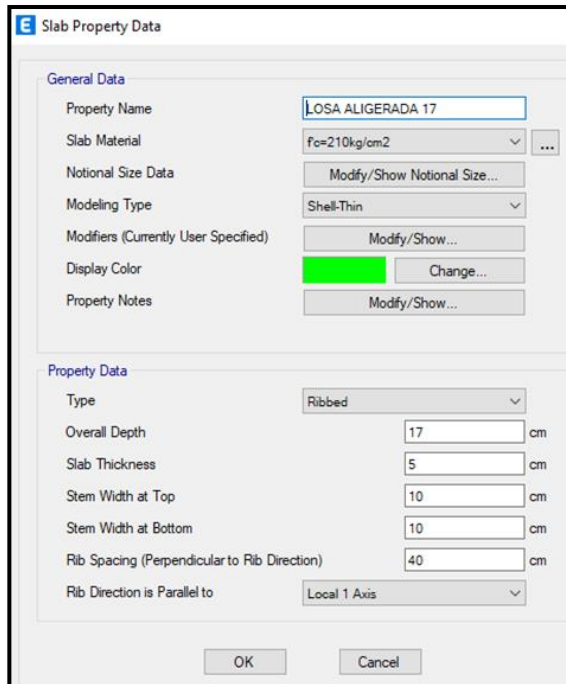 E Slab Property Data
General Data
Property Name LOSA ALIGERADA 17
Slab Material f'c=210kg/cm2 ...
Notional Size Data Modify/Show Notional Size...
Modeling Type Shell-Thin
Modifiers (Currently User Specified) Modify/Show...
Display Color Change...
Property Notes Modify/Show...
Property Data
Type Ribbed
Overall Depth 17 cm
Slab Thickness 5 cm
Stem Width at Top 10 cm
Stem Width at Bottom 10 cm
Rib Spacing (Perpendicular to Rib Direction) 40 cm
Rib Direction is Parallel to Local 1 Axis
OK Cancel